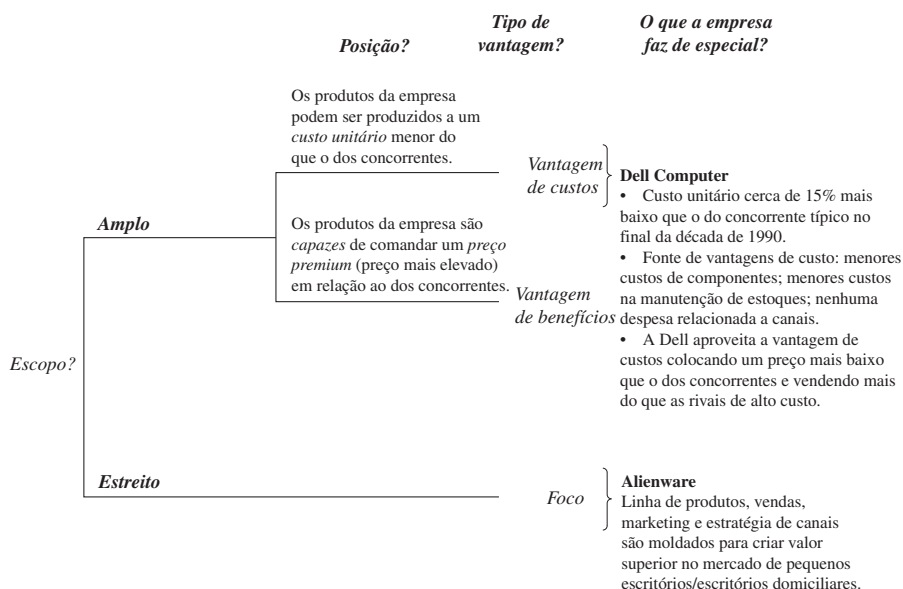 Posição?
Tipo de
vantagem?
O que a empresa
faz de especial?
Os produtos da empresa
podem ser produzidos a um
custo unitário menor do
que o dos concorrentes.
Vantagem
de custos
Amplo
Os produtos da empresa são
capazes de comandar um preço
premium (preço mais elevado)
em relação ao dos concorrentes.
Vantagem
de benefícios
Dell Computer
• Custo unitário cerca de 15% mais
baixo que o do concorrente típico no
final da década de 1990.
• Fonte de vantagens de custo: menores
custos de componentes; menores custos
na manutenção de estoques; nenhuma
despesa relacionada a canais.
• A Dell aproveita a vantagem de
custos colocando um preço mais baixo
que o dos concorrentes e vendendo mais
do que as rivais de alto custo.
Escopo?
Estreito
Foco
Alienware
Linha de produtos, vendas,
marketing e estratégia de canais
são moldados para criar valor
superior no mercado de pequenos
escritórios/escritórios domiciliares.